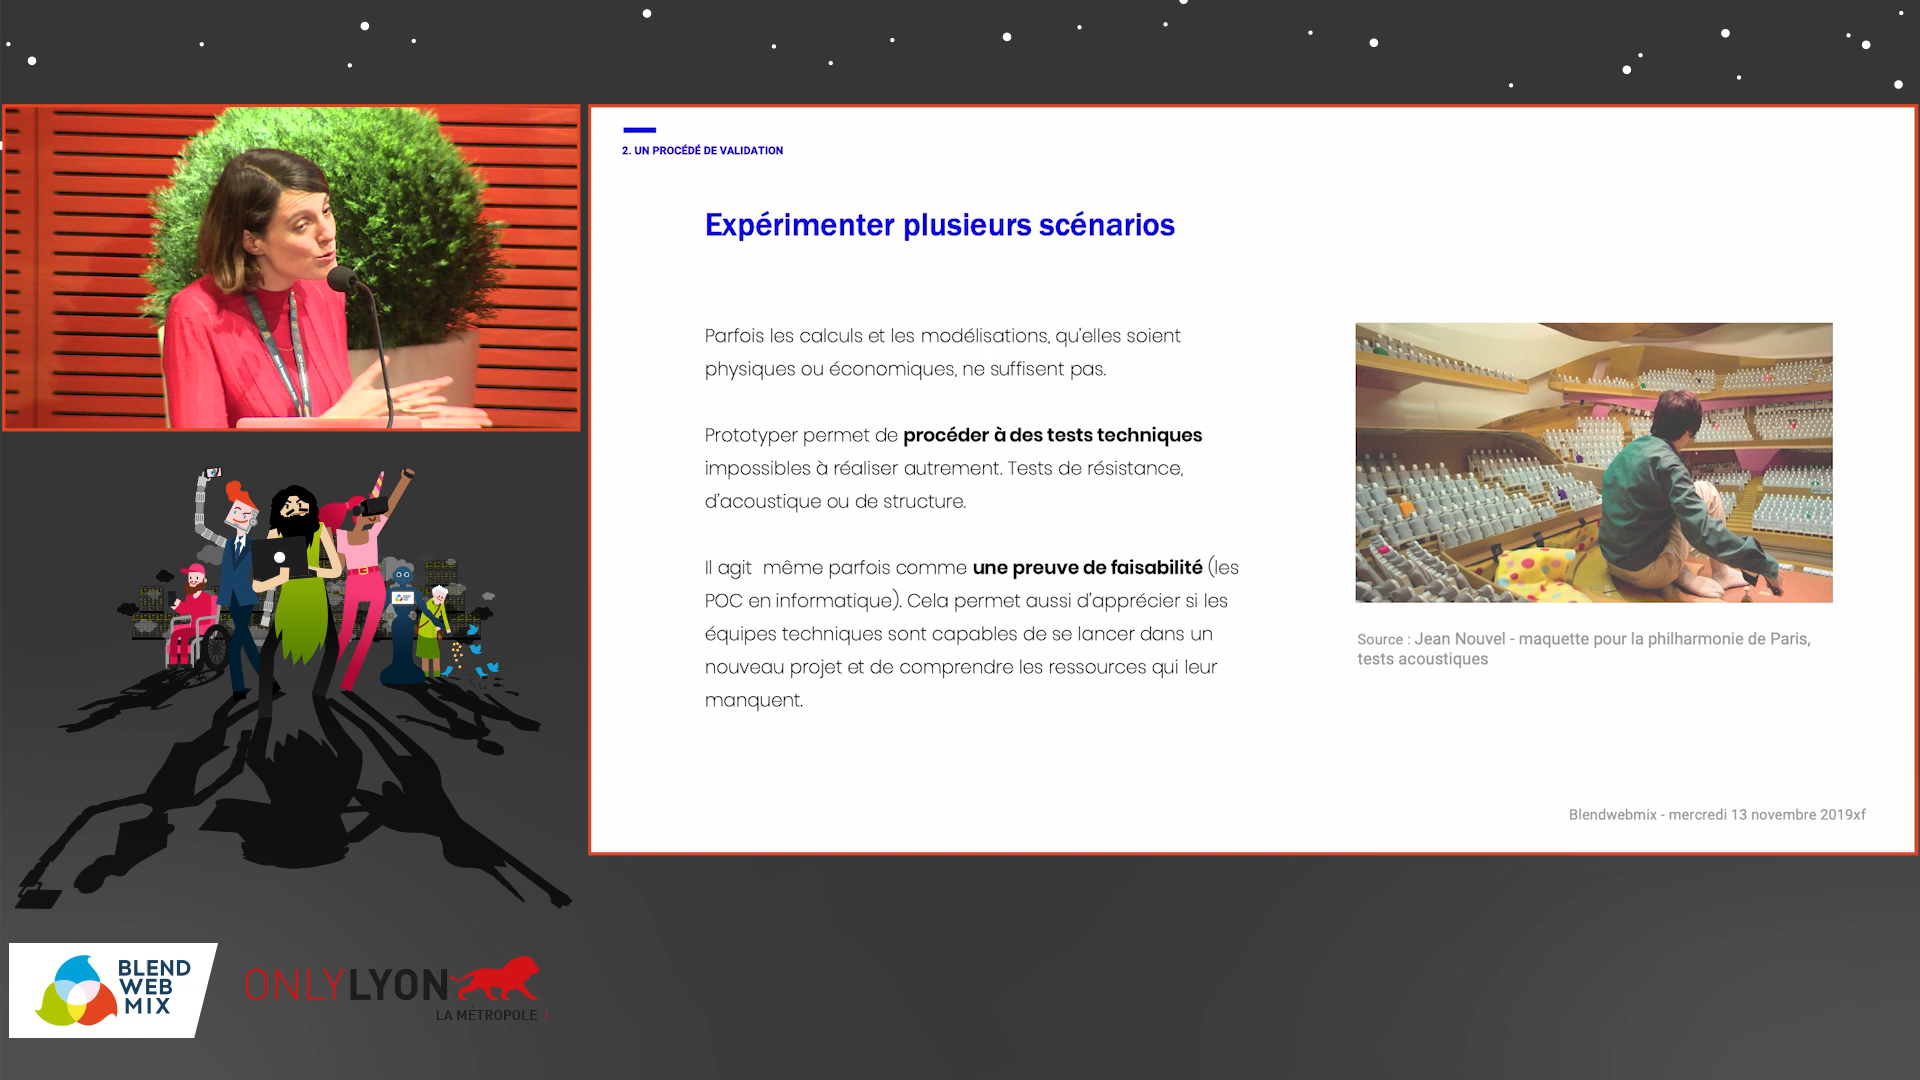 2. UN PROCÉDÉ DE VALIDATION
Expérimenter plusieurs scénarios
Parfois les calculs et les modélisations, qu'elles soient
physiques ou économiques, ne suffisent pas.
Prototyper permet de procéder à des tests techniques
impossibles à réaliser autrement. Tests de résistance,
d'acoustique ou de structure.
Il agit  même parfois comme une preuve de faisabilité (les
POC en informatique). Cela permet aussi d'apprécier si les
équipes techniques sont capables de se lancer dans un
nouveau projet et de comprendre les ressources qui leur
manquent.
Source : Jean Nouvel - maquette pour la philharmonie de Paris,
tests acoustiques
Blendwebmix - mercredi 13 novembre 2019xf
BLEND
WEB
MIX
ONLYLYON
LA MÉTROPOLE